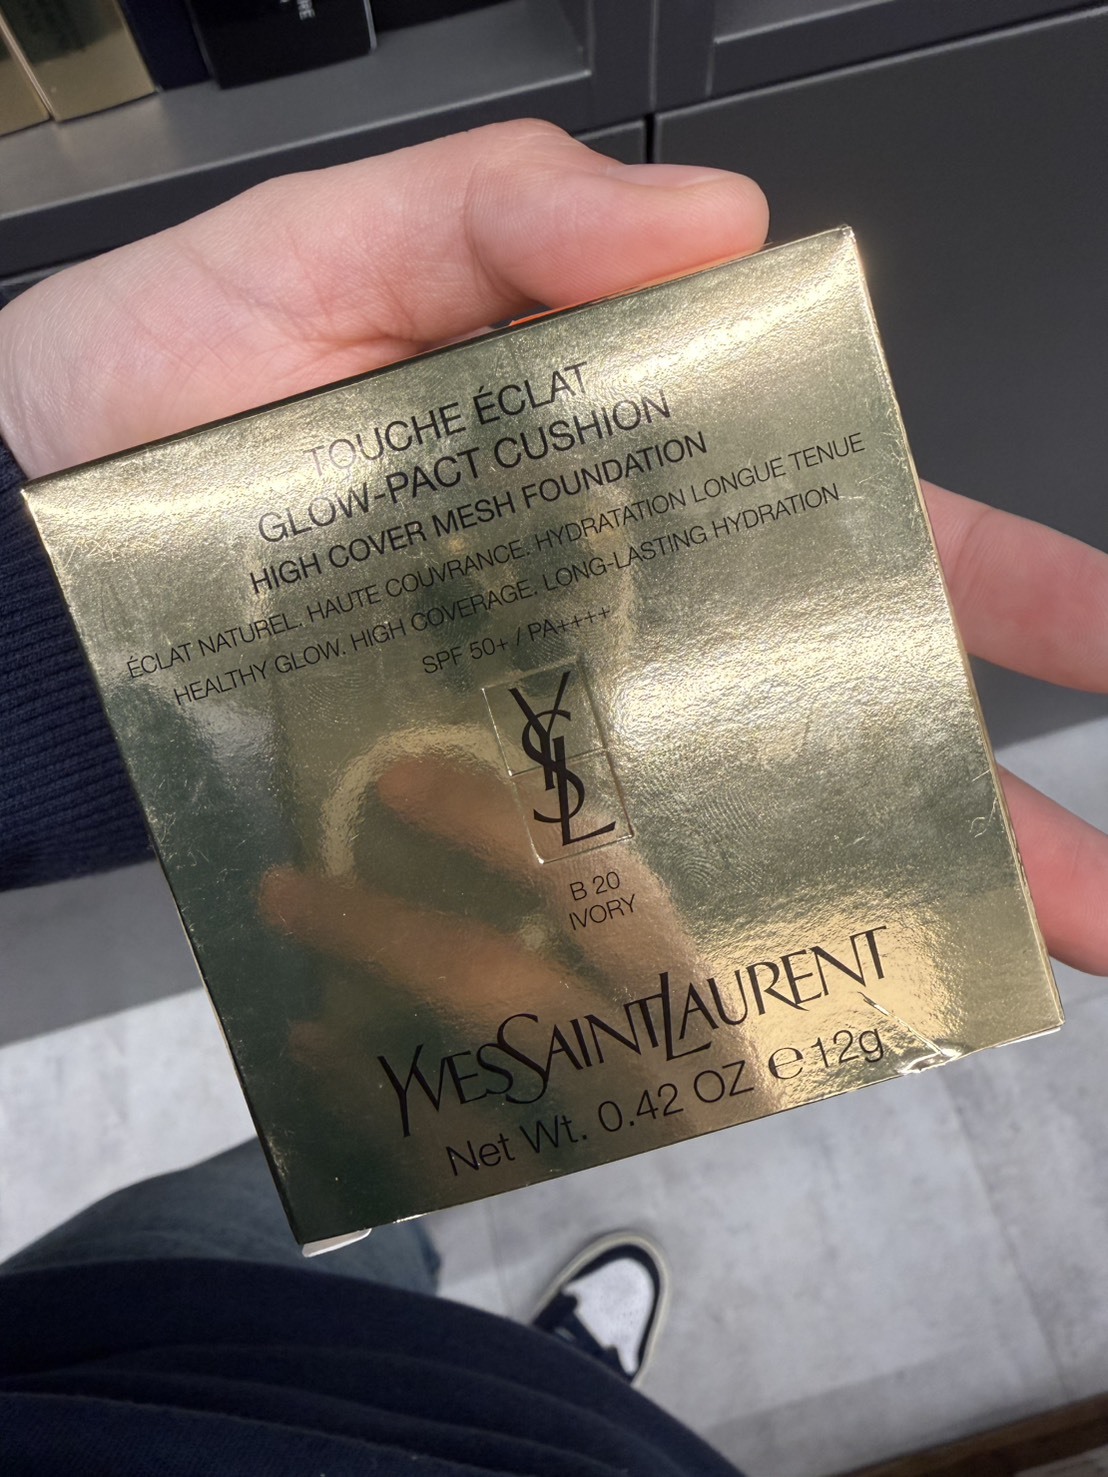 TOUCHE ÉCLAT
GLOW-PACT CUSHION
HIGH COVER MESH FOUNDATION
ÉCLAT NATUREL. HAUTE COUVRANCE. HYDRATATION LONGUE TENUE
HEALTHY GLOW. HIGH COVERAGE. LONG-LASTING HYDRATION
SPF 50+ / PA++++
YSL
B 20
IVORY
YVESSAINTLAURENT
Net Wt. 0.42 OZ ℮ 12g